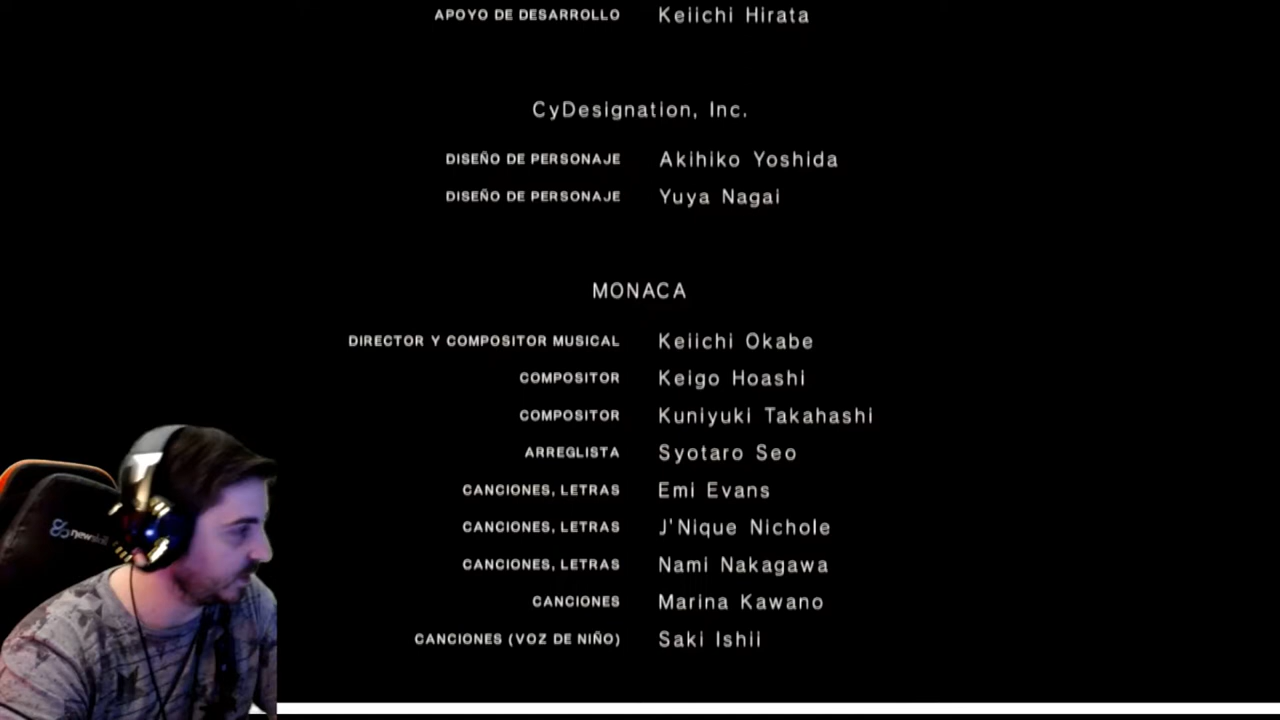 APOYO DE DESARROLLO Keiichi Hirata
CyDesignation, Inc.
DISEÑO DE PERSONAJE Akihiko Yoshida
DISEÑO DE PERSONAJE Yuya Nagai
MONACA
DIRECTOR Y COMPOSITOR MUSICAL Keiichi Okabe
COMPOSITOR Keigo Hoashi
COMPOSITOR Kuniyuki Takahashi
ARREGLISTA Syotaro Seo
CANCIONES, LETRAS Emi Evans
CANCIONES, LETRAS J'Nique Nichole
CANCIONES, LETRAS Nami Nakagawa
CANCIONES Marina Kawano
CANCIONES (VOZ DE NIÑO) Saki Ishii
newskill